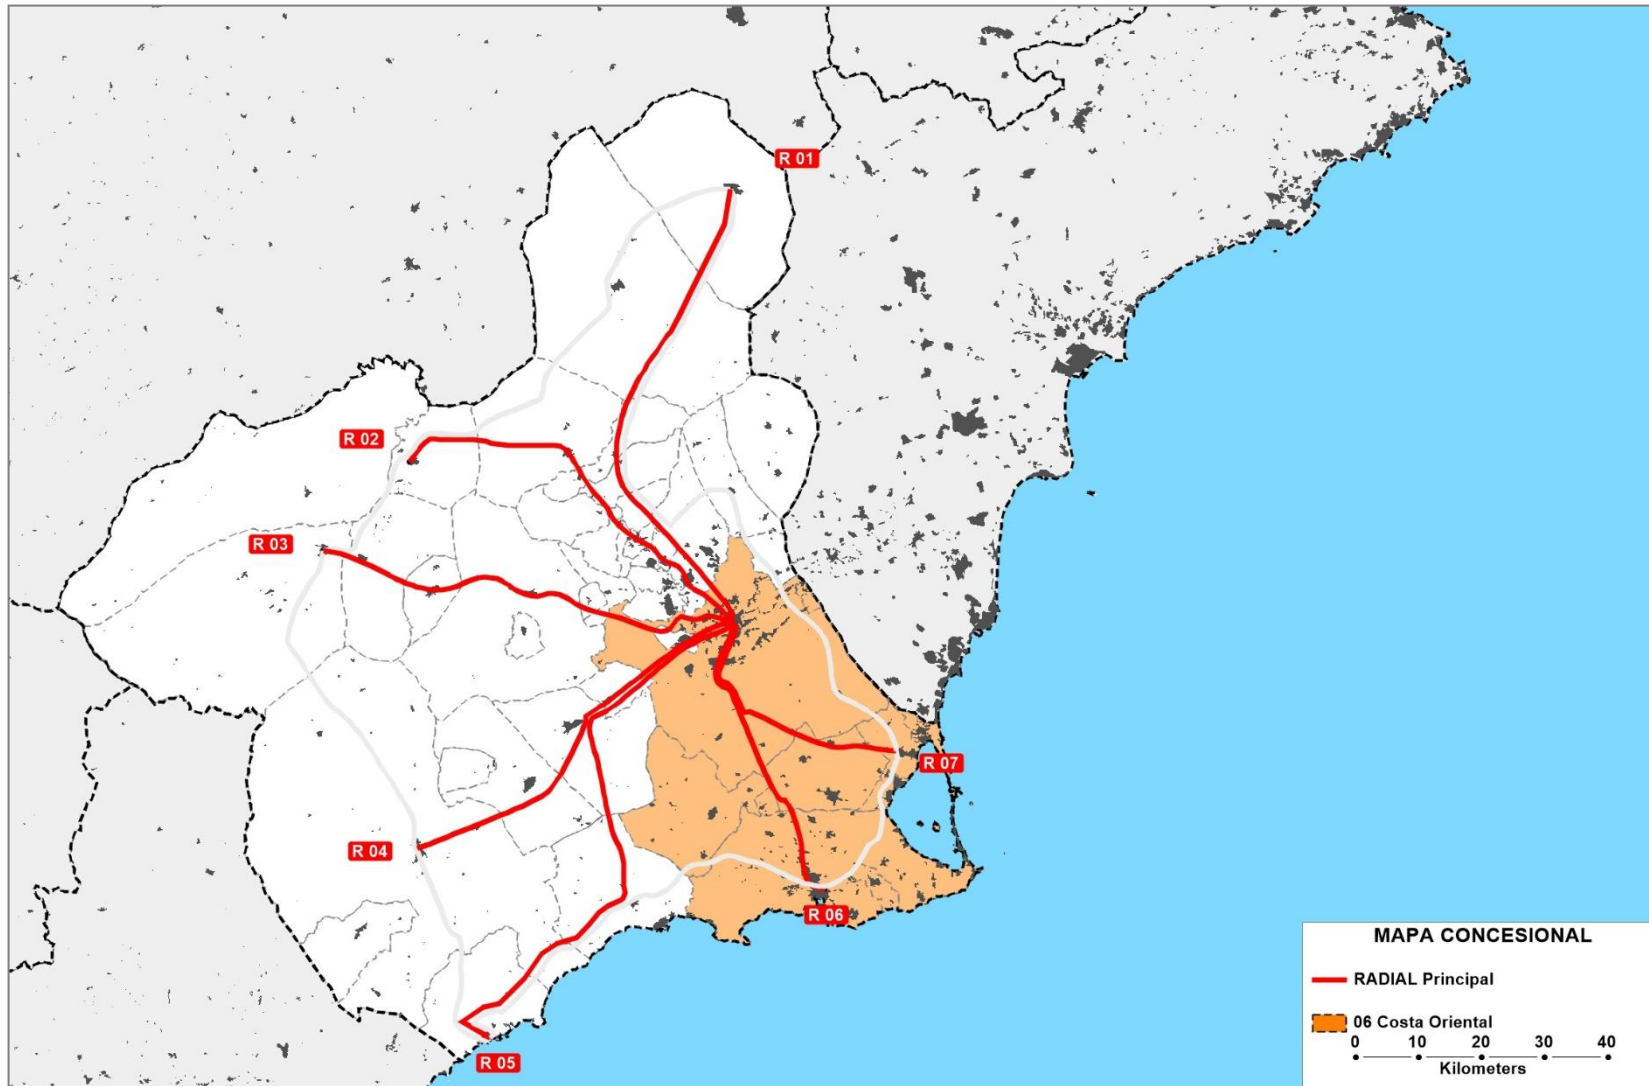 R 01
R 02
R 03
R 07
R 04
R 06
R 05
MAPA CONCESIONAL
RADIAL Principal
06 Costa Oriental
0 10 20 30 40
Kilometers